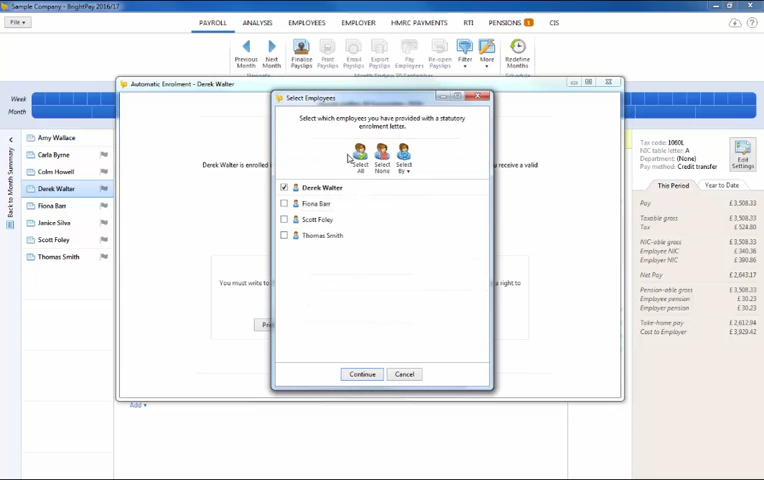 Sample Company - BrightPay 2016/17
File
PAYROLL
ANALYSIS
EMPLOYEES
EMPLOYER
HMRC PAYMENTS
RTI
PENSIONS 1
CIS
Previous Month
Next Month
Finalise Payslips
Print Payslips
Email Payslips
Export Payslips
Pay Employers
Re-open Payslips
Filter
More
Redefine Months
Schedule
Week
Month
Back to Month Summary
Amy Wallace
Carla Byrne
Colm Howell
Derek Walter
Fiona Barr
Janice Silva
Scott Foley
Thomas Smith
Automatic Enrolment - Derek Walter
Derek Walter is enrolled
u receive a valid
You must write to
a right to
Add
Select Employees
Select which employees you have provided with a statutory
enrolment letter.
Select All
Select None
Select By
Derek Walter
Fiona Barr
Scott Foley
Thomas Smith
Continue
Cancel
Tax code: 1060L
NIC table letter: A
Department: (None)
Pay method: Credit transfer
Edit Settings
This Period
Year to Date
Pay £ 3,508.33
Taxable gross £ 3,508.33
Tax £ 524.80
NIC-able gross £ 3,508.33
Employee NIC £ 340.36
Employer NIC £ 390.86
Net Pay £ 2,643.17
Pension-able gross £ 3,508.33
Employee pension £ 30.23
Employer pension £ 30.23
Take-home pay £ 2,612.94
Cost to Employer £ 3,929.42